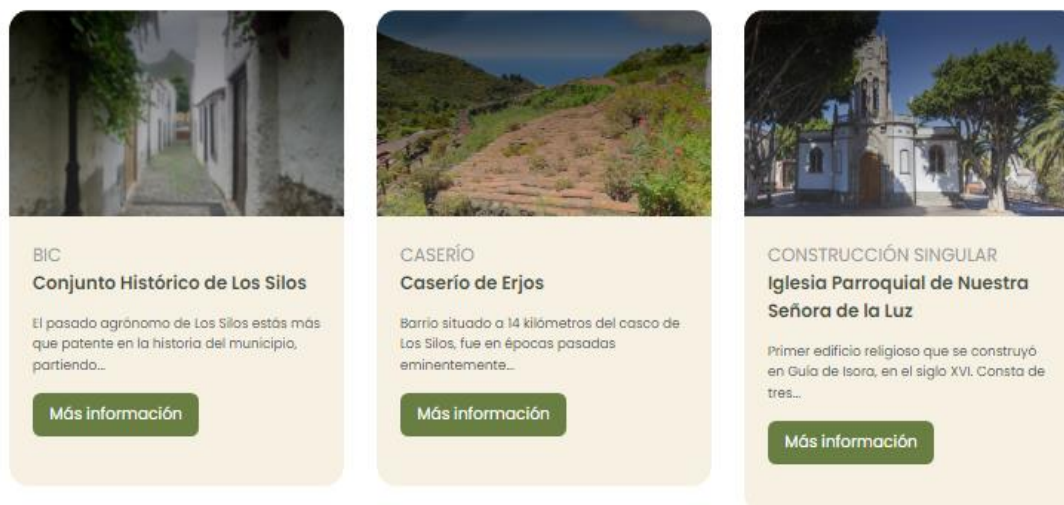 BIC
Conjunto Histórico de Los Silos
El pasado agrónomo de Los Silos estás más
que patente en la historia del municipio,
partiendo...
Más información
CASERÍO
Caserío de Erjos
Barrio situado a 14 kilómetros del casco de
Los Silos, fue en épocas pasadas
eminentemente...
Más información
CONSTRUCCIÓN SINGULAR
Iglesia Parroquial de Nuestra
Señora de la Luz
Primer edificio religioso que se construyó
en Guía de Isora, en el siglo XVI. Consta de
tres...
Más información